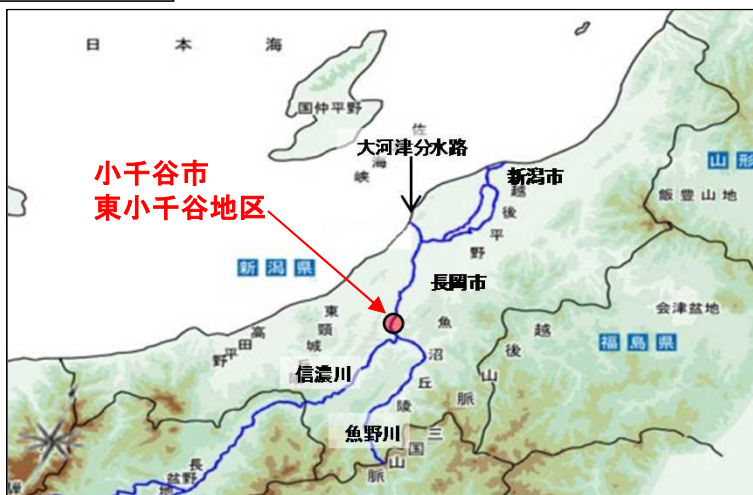 日本海
国仲平野
佐
海
峡
大河津分水路
新潟市
山形
小千谷市
東小千谷地区
飯豊山地
越後平野
新潟県
長岡市
会津盆地
福島県
高田平野
東頸城丘
魚沼丘陵
越後山脈
信濃川
魚野川
三国山脈
長野盆地